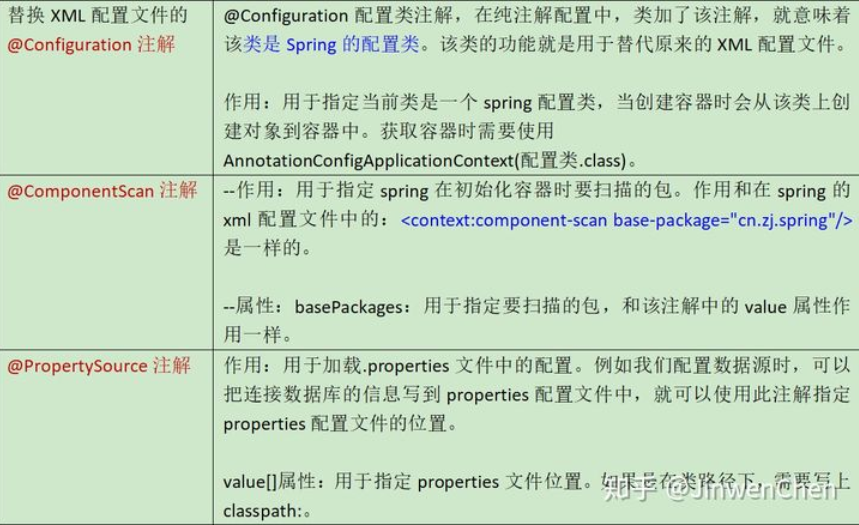 替换 XML 配置文件的
@Configuration 注解
@Configuration 配置类注解，在纯注解配置中，类加了该注解，就意味着
该类是 Spring 的配置类。该类的功能就是用于替代原来的 XML 配置文件。
作用：用于指定当前类是一个 spring 配置类，当创建容器时会从该类上创
建对象到容器中。获取容器时需要使用
AnnotationConfigApplicationContext(配置类.class)。
@ComponentScan 注解
--作用：用于指定 spring 在初始化容器时要扫描的包。作用和在 spring 的
xml 配置文件中的：<context:component-scan base-package="cn.zj.spring"/>
是一样的。
--属性：basePackages：用于指定要扫描的包，和该注解中的 value 属性作
用一样。
@PropertySource 注解
作用：用于加载.properties 文件中的配置。例如我们配置数据源时，可以
把连接数据库的信息写到 properties 配置文件中，就可以使用此注解指定
properties 配置文件的位置。
value[]属性：用于指定 properties 文件位置。如果是在类路径下，需要写上
classpath:。
知乎 @JinwenChen